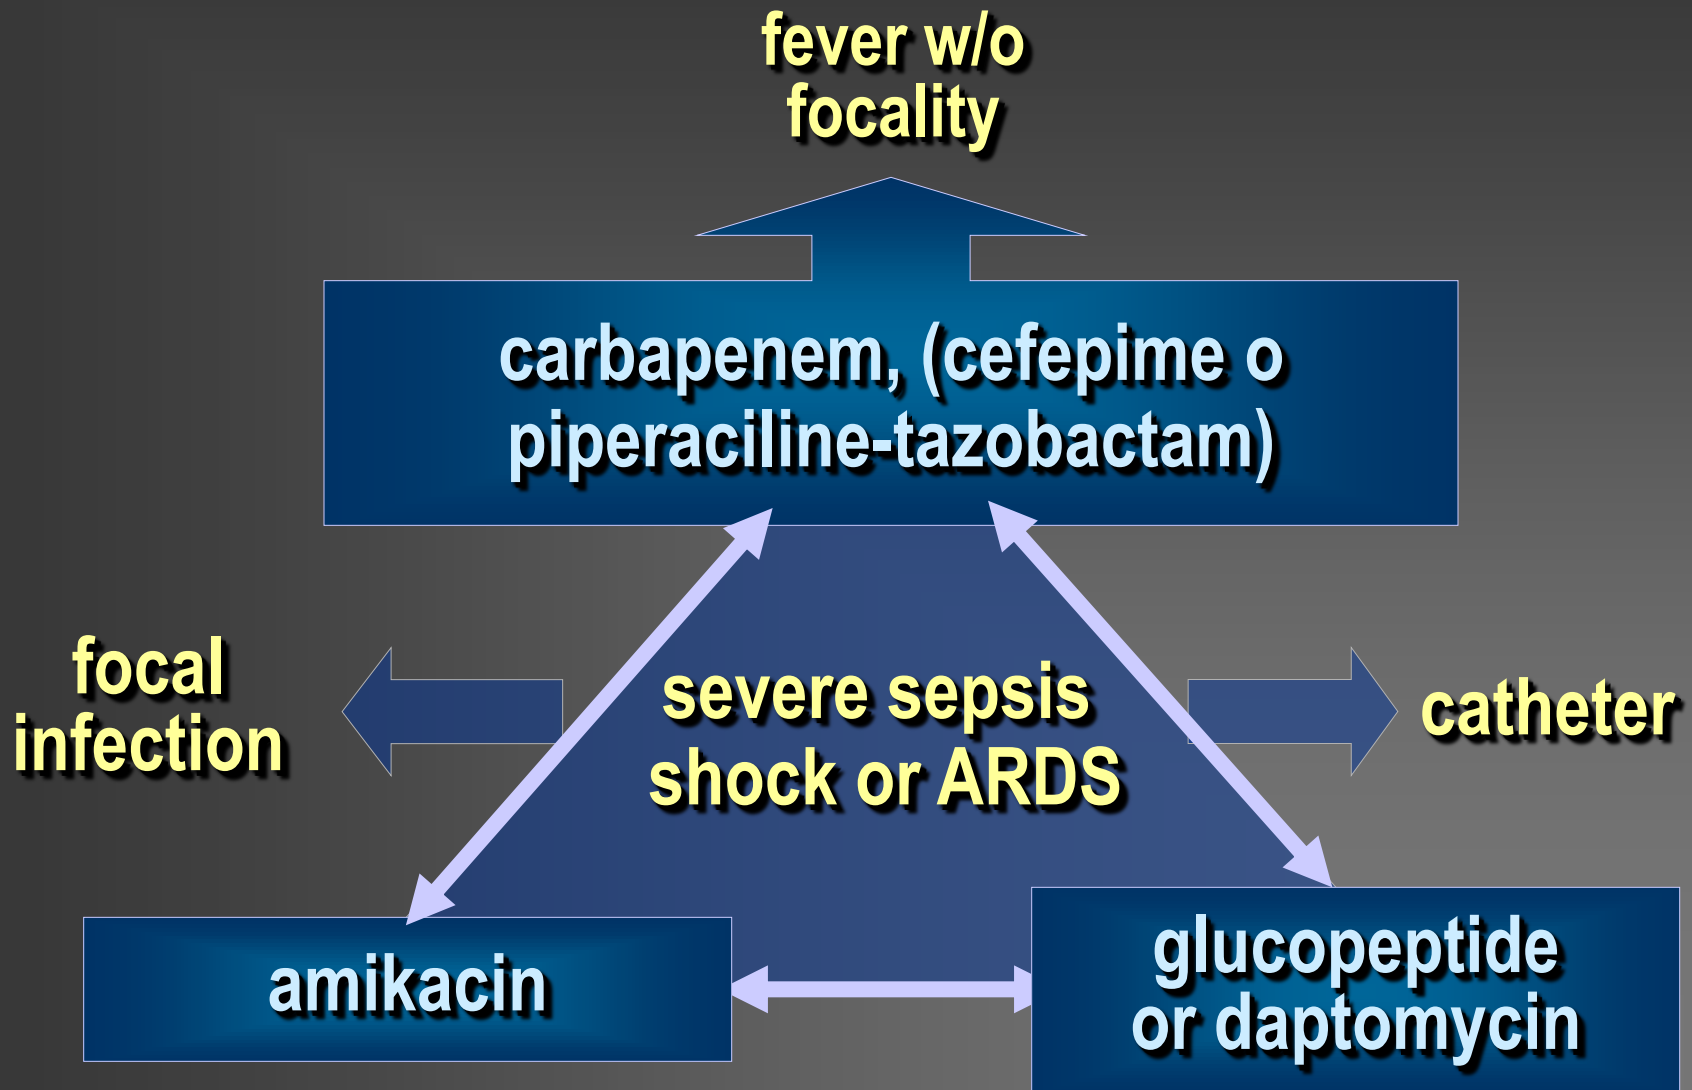 fever w/o
focality
carbapenem, (cefepime o
piperaciline-tazobactam)
focal
infection
severe sepsis
shock or ARDS
catheter
amikacin
glucopeptide
or daptomycin